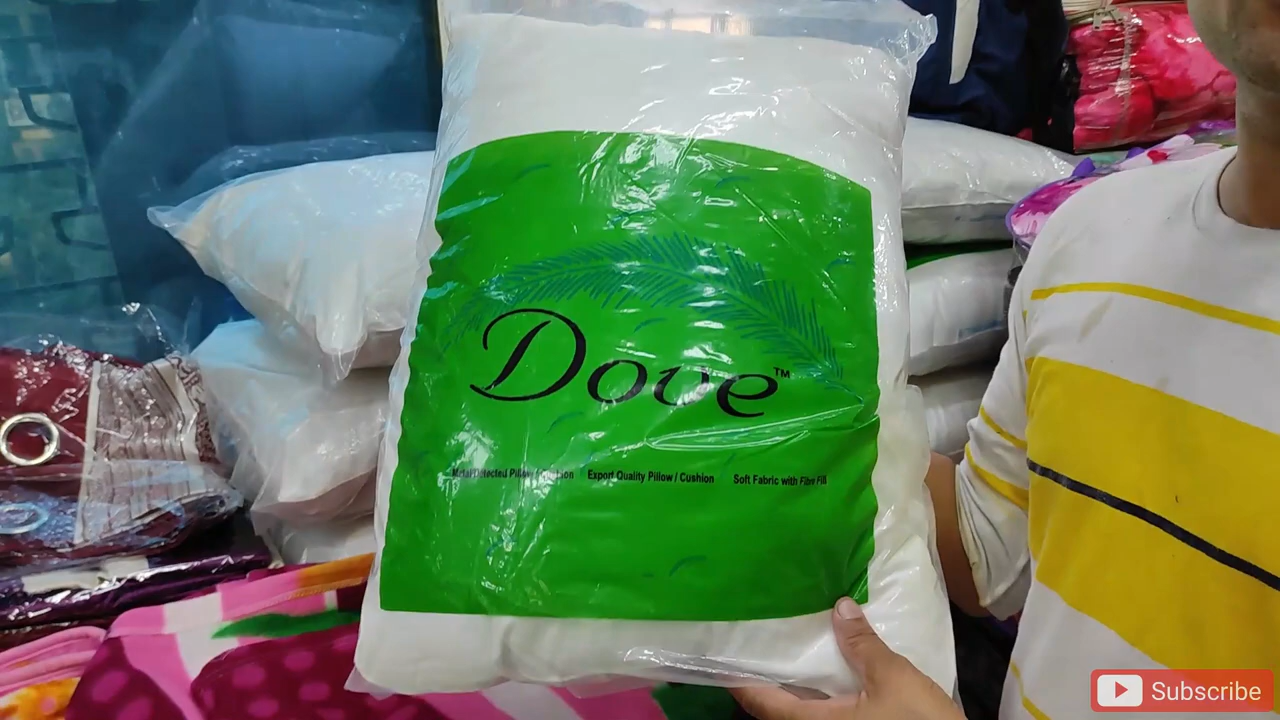 Dove™
Metal Detected Pillow / Cushion Export Quality Pillow / Cushion Soft Fabric with Fibre Fill
Subscribe